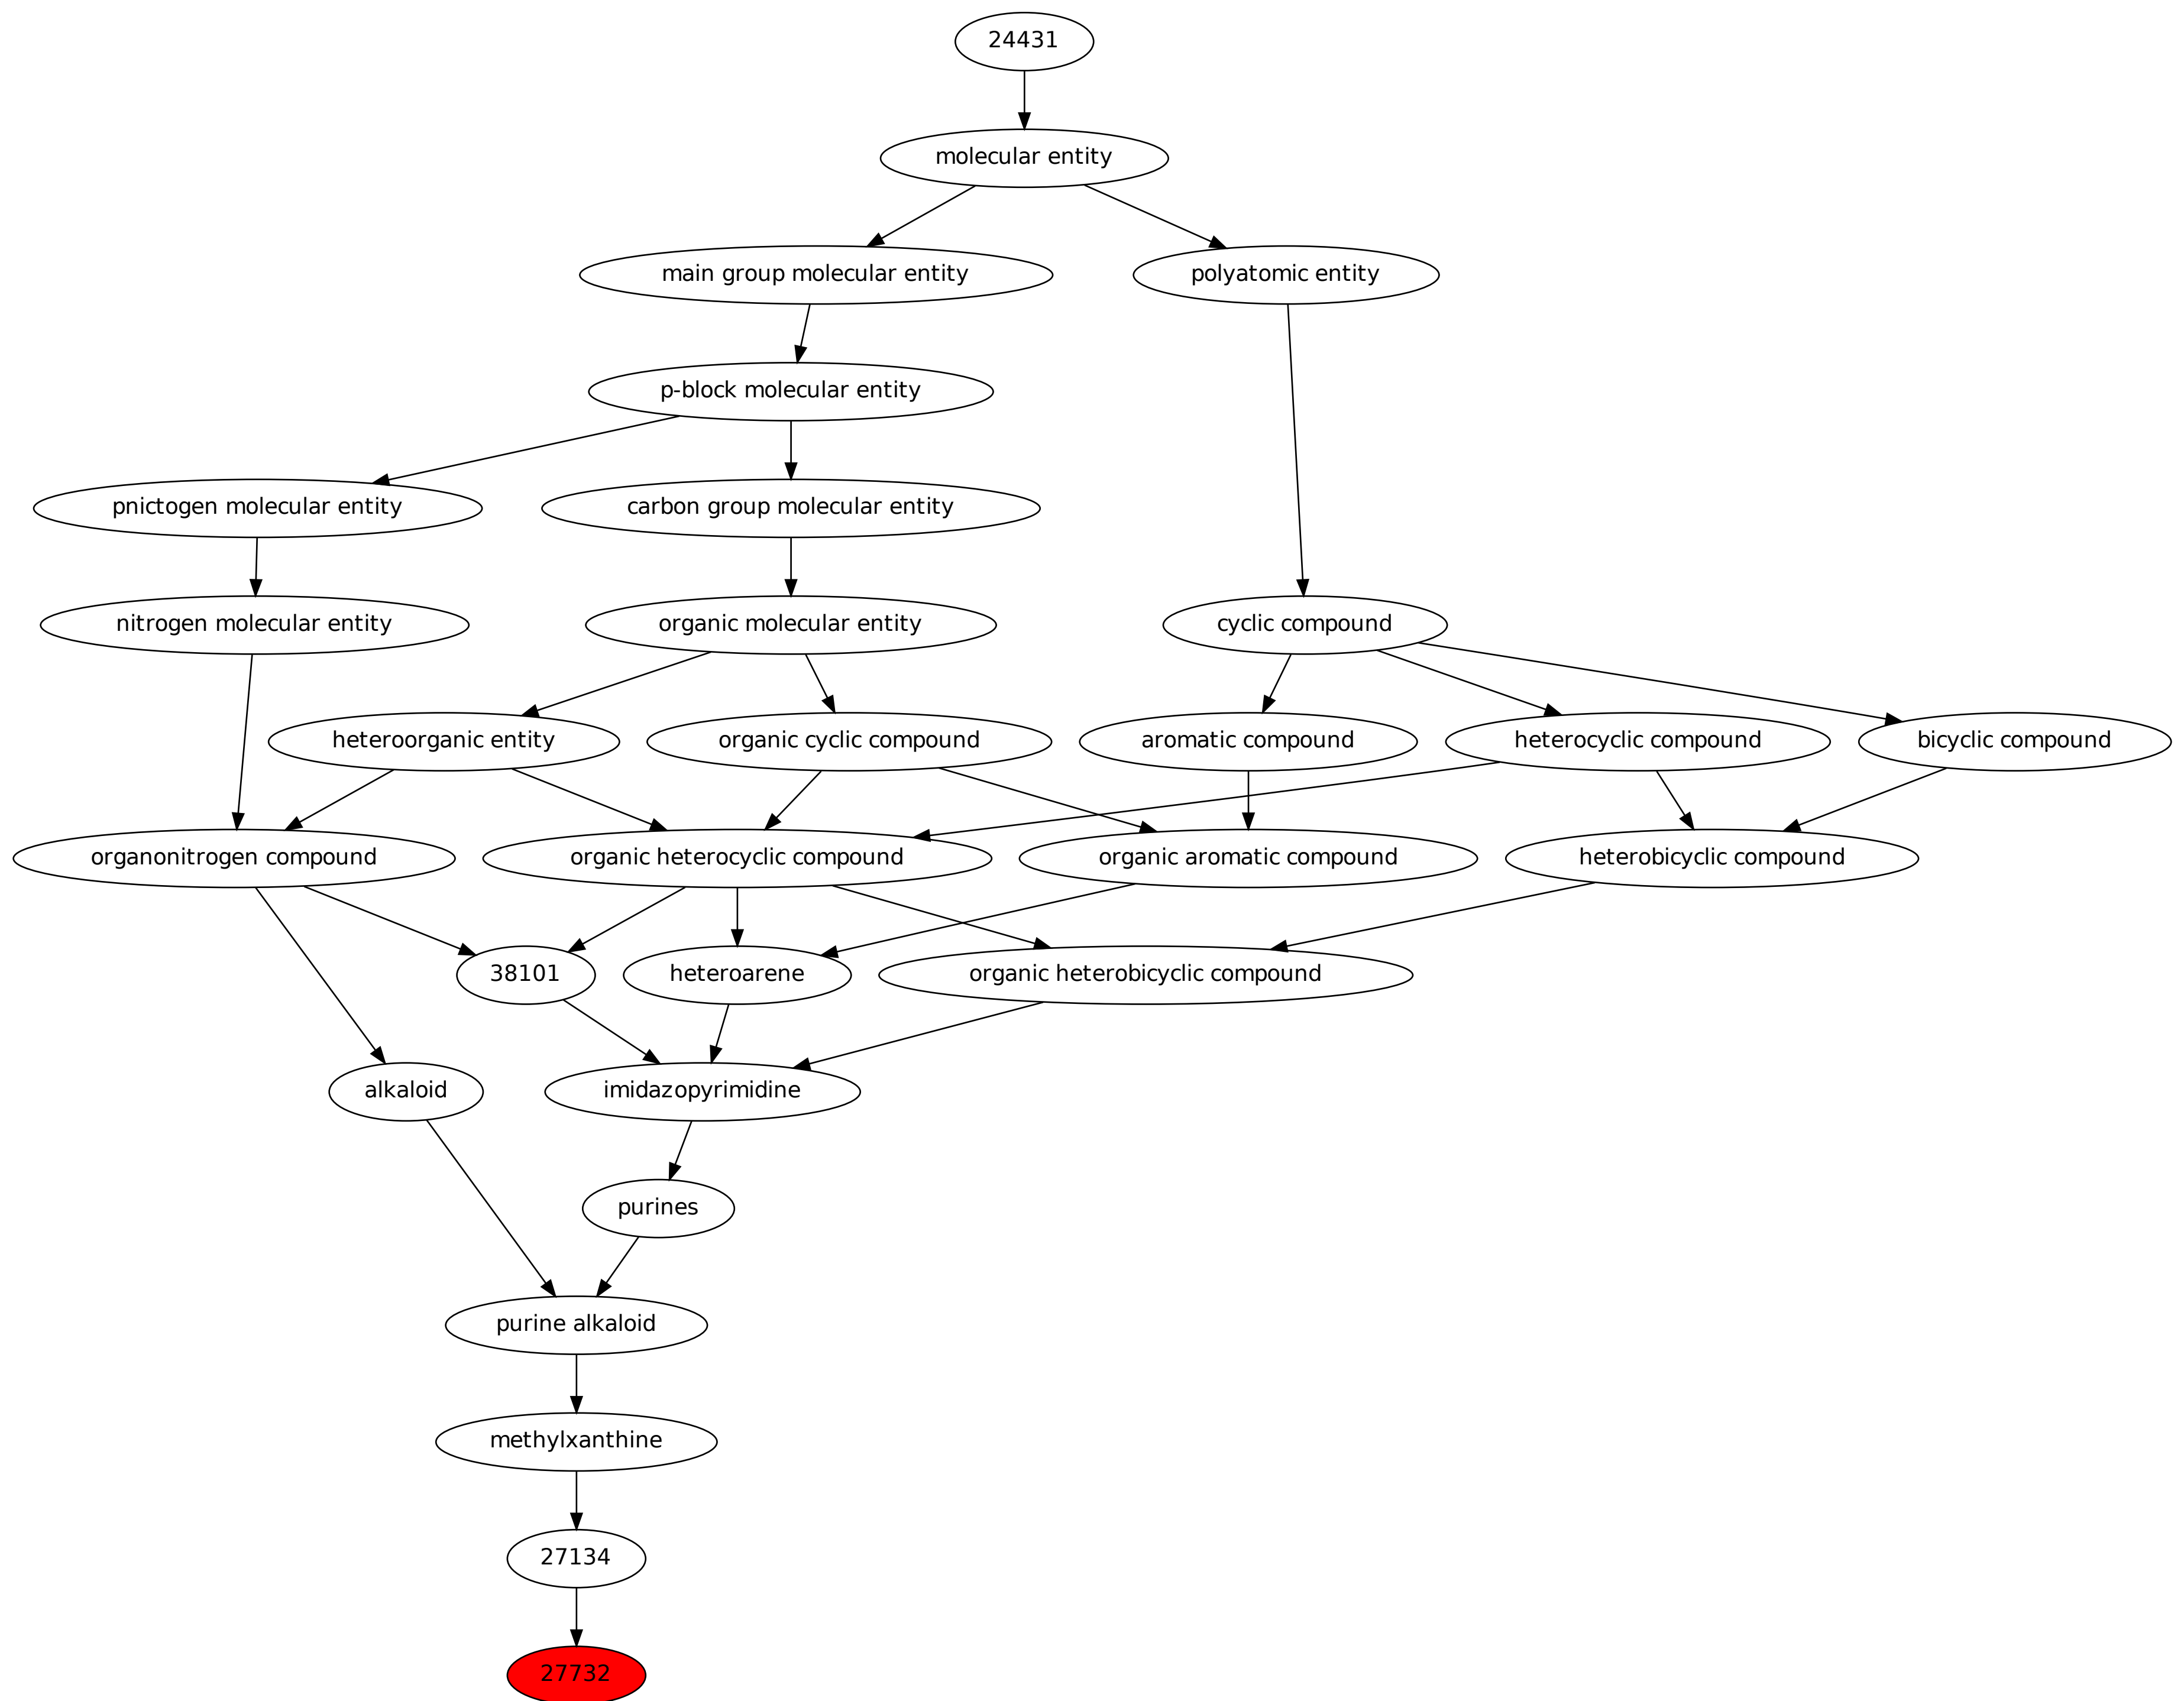 24431
molecular entity
main group molecular entity
polyatomic entity
p-block molecular entity
pnictogen molecular entity
carbon group molecular entity
nitrogen molecular entity
organic molecular entity
cyclic compound
heteroorganic entity
organic cyclic compound
aromatic compound
heterocyclic compound
bicyclic compound
organonitrogen compound
organic heterocyclic compound
organic aromatic compound
heterobicyclic compound
38101
heteroarene
organic heterobicyclic compound
alkaloid
imidazopyrimidine
purines
purine alkaloid
methylxanthine
27134
27732